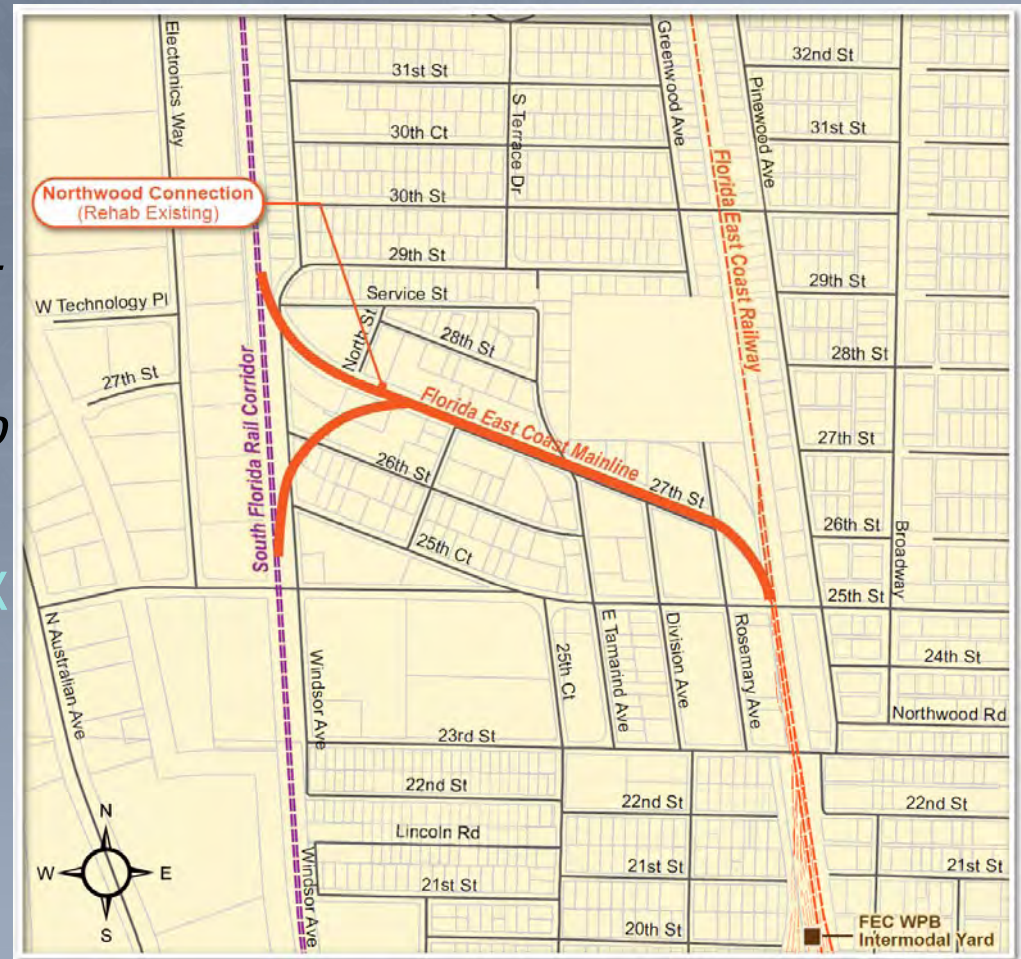 Electronics Way
31st St
30th Ct
30th St
29th St
S Terrace Dr
Greenwood Ave
Florida East Coast Railway
Pinewood Ave
32nd St
31st St
Northwood Connection
(Rehab Existing)
W Technology Pl
27th St
South Florida Rail Corridor
Service St
North St
28th St
Florida East Coast Mainline
27th St
26th St
25th Ct
29th St
28th St
27th St
26th St
25th St
Broadway
24th St
Northwood Rd
N Australian Ave
Windsor Ave
25th Ct
E Tamarind Ave
Division Ave
Rosemary Ave
23rd St
22nd St
22nd St
22nd St
Lincoln Rd
21st St
21st St
21st St
Windsor Ave
20th St
N
W
E
S
FEC WPB
Intermodal Yard